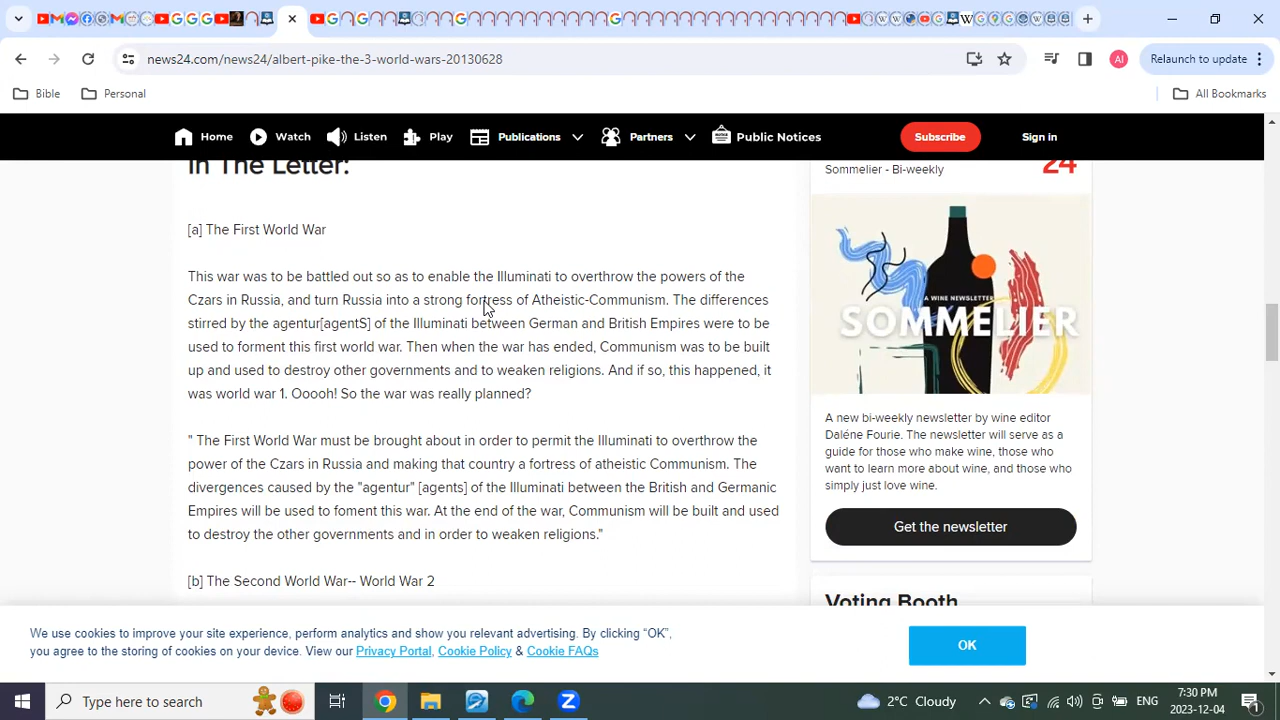 news24.com/news24/albert-pike-the-3-world-wars-20130628
AI
Relaunch to update
Bible
Personal
All Bookmarks
Home
Watch
Listen
Play
Publications
Partners
Public Notices
Subscribe
Sign in
In The Letter:
[a] The First World War
This war was to be battled out so as to enable the Illuminati to overthrow the powers of the
Czars in Russia, and turn Russia into a strong fortress of Atheistic-Communism. The differences
stirred by the agentur[agentS] of the Illuminati between German and British Empires were to be
used to forment this first world war. Then when the war has ended, Communism was to be built
up and used to destroy other governments and to weaken religions. And if so, this happened, it
was world war 1. Ooooh! So the war was really planned?
" The First World War must be brought about in order to permit the Illuminati to overthrow the
power of the Czars in Russia and making that country a fortress of atheistic Communism. The
divergences caused by the "agentur" [agents] of the Illuminati between the British and Germanic
Empires will be used to foment this war. At the end of the war, Communism will be built and used
to destroy the other governments and in order to weaken religions."
[b] The Second World War-- World War 2
Sommelier - Bi-weekly
24
A WINE NEWSLETTER
SOMMELIER
A new bi-weekly newsletter by wine editor
Daléne Fourie. The newsletter will serve as a
guide for those who make wine, those who
want to learn more about wine, and those who
simply just love wine.
Get the newsletter
Voting Booth
We use cookies to improve your site experience, perform analytics and show you relevant advertising. By clicking “OK”,
you agree to the storing of cookies on your device. View our Privacy Portal, Cookie Policy & Cookie FAQs
OK
Type here to search
2°C Cloudy
ENG
7:30 PM
2023-12-04
1